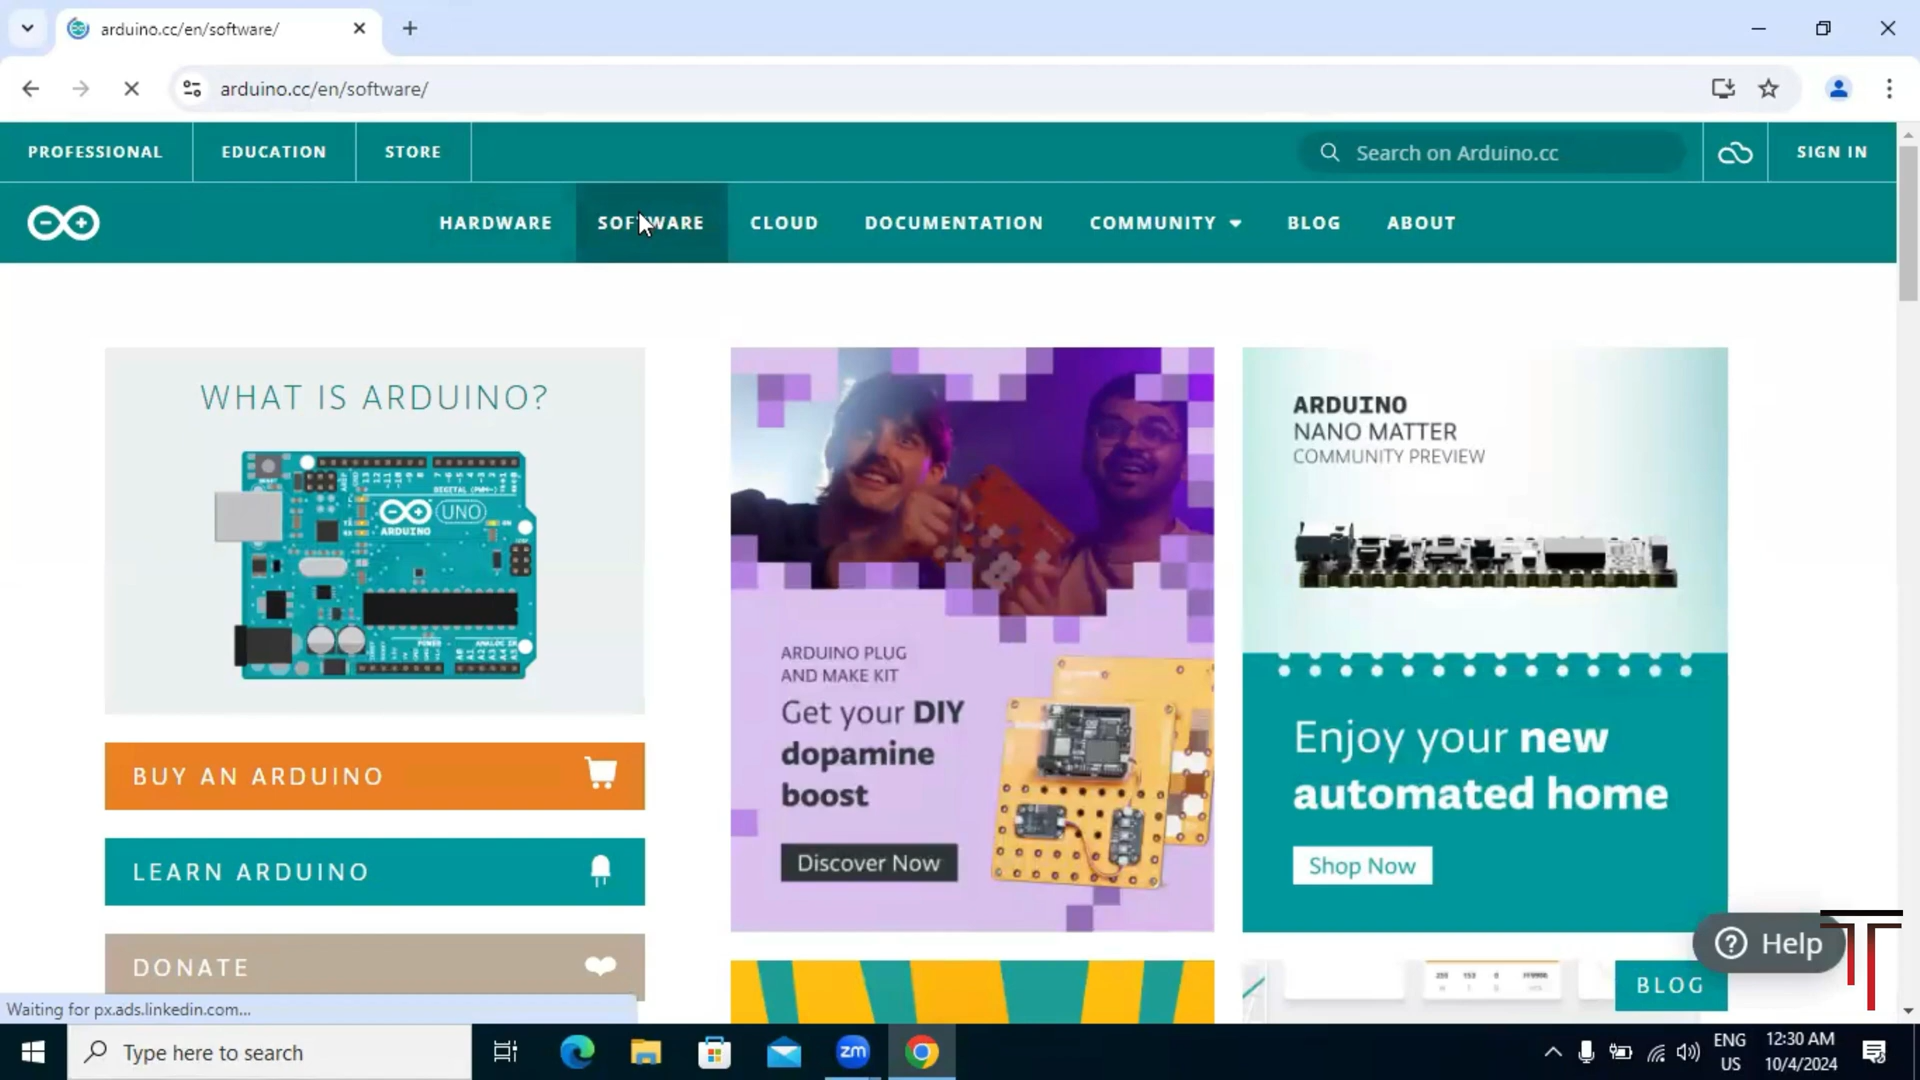 arduino.cc/en/software/
arduino.cc/en/software/
PROFESSIONAL
EDUCATION
STORE
Search on Arduino.cc
SIGN IN
HARDWARE
SOFTWARE
CLOUD
DOCUMENTATION
COMMUNITY
BLOG
ABOUT
WHAT IS ARDUINO?
UNO
ARDUINO
BUY AN ARDUINO
LEARN ARDUINO
DONATE
ARDUINO PLUG
AND MAKE KIT
Get your DIY
dopamine
boost
Discover Now
ARDUINO
NANO MATTER
COMMUNITY PREVIEW
Enjoy your new
automated home
Shop Now
Help
BLOG
Waiting for px.ads.linkedin.com...
Type here to search
zm
ENG
US
12:30 AM
10/4/2024